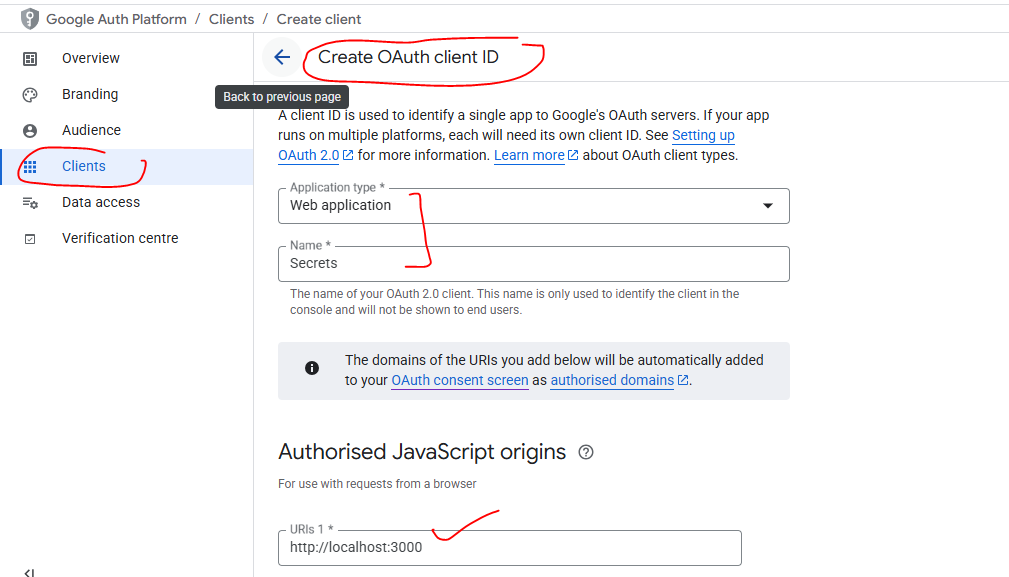 Google Auth Platform / Clients / Create client
Overview
Branding
Audience
Clients
Data access
Verification centre
Create OAuth client ID
Back to previous page
A client ID is used to identify a single app to Google's OAuth servers. If your app
runs on multiple platforms, each will need its own client ID. See Setting up
OAuth 2.0 for more information. Learn more about OAuth client types.
Application type *
Web application
Name *
Secrets
The name of your OAuth 2.0 client. This name is only used to identify the client in the
console and will not be shown to end users.
The domains of the URIs you add below will be automatically added
to your OAuth consent screen as authorised domains.
Authorised JavaScript origins
For use with requests from a browser
URIs 1 *
http://localhost:3000